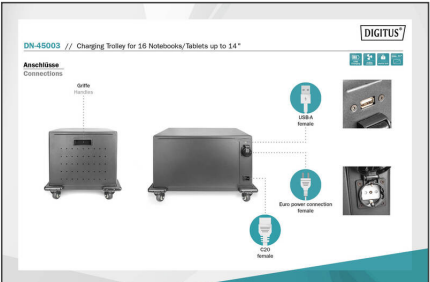 DIGITUS®
DN-45003 // Charging Trolley for 16 Notebooks/Tablets up to 14"
Anschlüsse
Connections
Griffe
Handles
USB-A
female
Euro power connection
female
C20
female